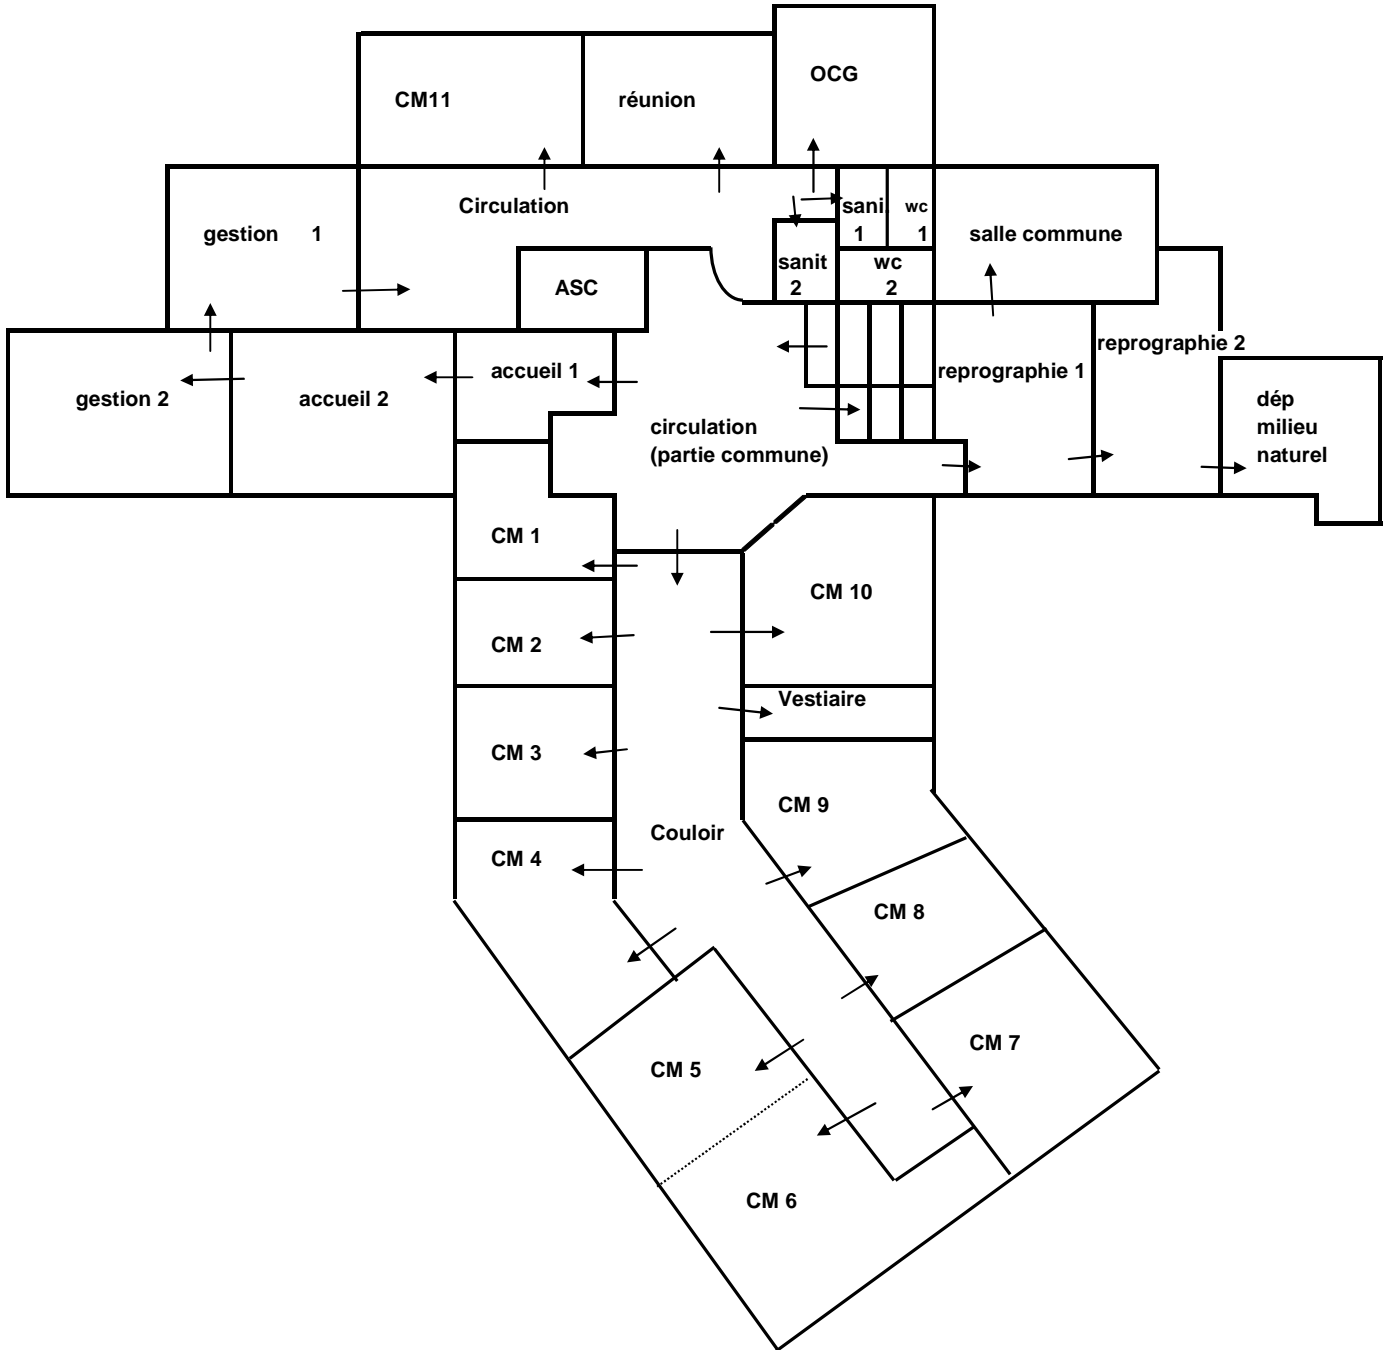 OCG
CM11
réunion
Circulation
sani.
1
wc
1
gestion 1
salle commune
sanit
2
wc
2
ASC
reprographie 2
accueil 1
reprographie 1
gestion 2
accueil 2
dép
milieu
naturel
circulation
(partie commune)
CM 1
CM 10
CM 2
Vestiaire
CM 3
CM 9
Couloir
CM 4
CM 8
CM 7
CM 5
CM 6